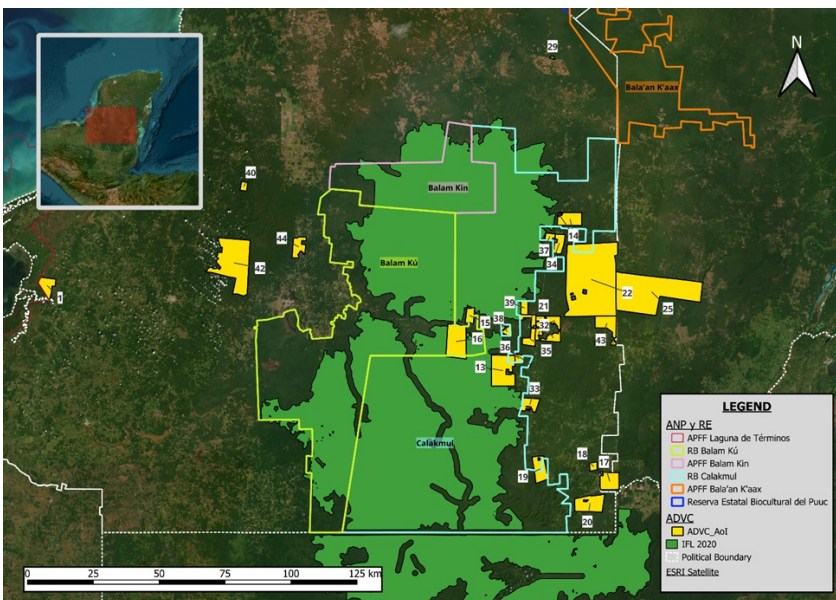 29
N
Bala'an K'aax
40
Balam Kin
14
44
37
42
Balam Kú
34
1
22
25
39
21
38
15
32
43
16
36
35
13
33
LEGEND
ANP y RE
APFF Laguna de Términos
RB Balam Kú
APFF Balam Kin
RB Calakmul
APFF Bala'an K'aax
Reserva Estatal Biocultural del Puuc
ADVC
ADVC_AoI
IFL 2020
Political Boundary
ESRI Satellite
Calakmul
18
17
19
20
0 25 50 75 100 125 km